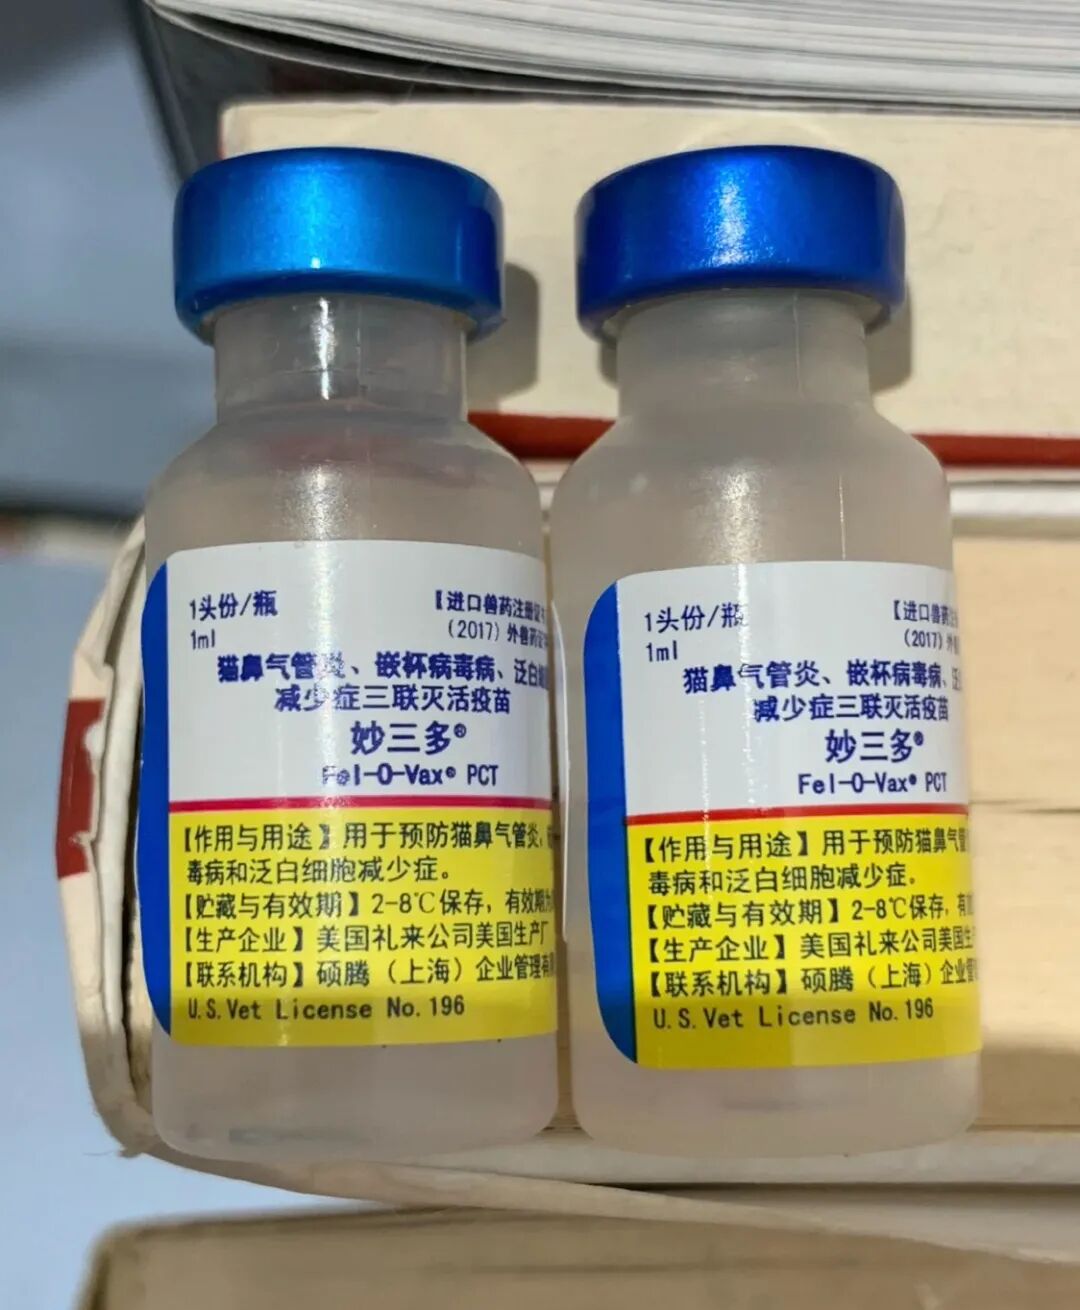 1头份/瓶
【进口兽药注册证
1ml
(2017)外兽药证
猫鼻气管炎、嵌杯病毒病、泛白细
减少症三联灭活疫苗
妙三多®
Fel-O-Vax® PCT
【作用与用途】用于预防猫鼻气管炎，
毒病和泛白细胞减少症。
【贮藏与有效期】2-8℃保存，有效期为
【生产企业】美国礼来公司美国生产厂
【联系机构】硕腾（上海）企业管理有
U.S.Vet License No.196
1头份/瓶
【进口兽药注
1ml
(2017)外
猫鼻气管炎、嵌杯病毒病、泛
减少症三联灭活疫苗
妙三多®
Fel-O-Vax® PCT
【作用与用途】用于预防猫鼻气管
毒病和泛白细胞减少症。
【贮藏与有效期】2-8℃保存，有
【生产企业】美国礼来公司美国生
【联系机构】硕腾（上海）企业管
U.S.Vet License No.196